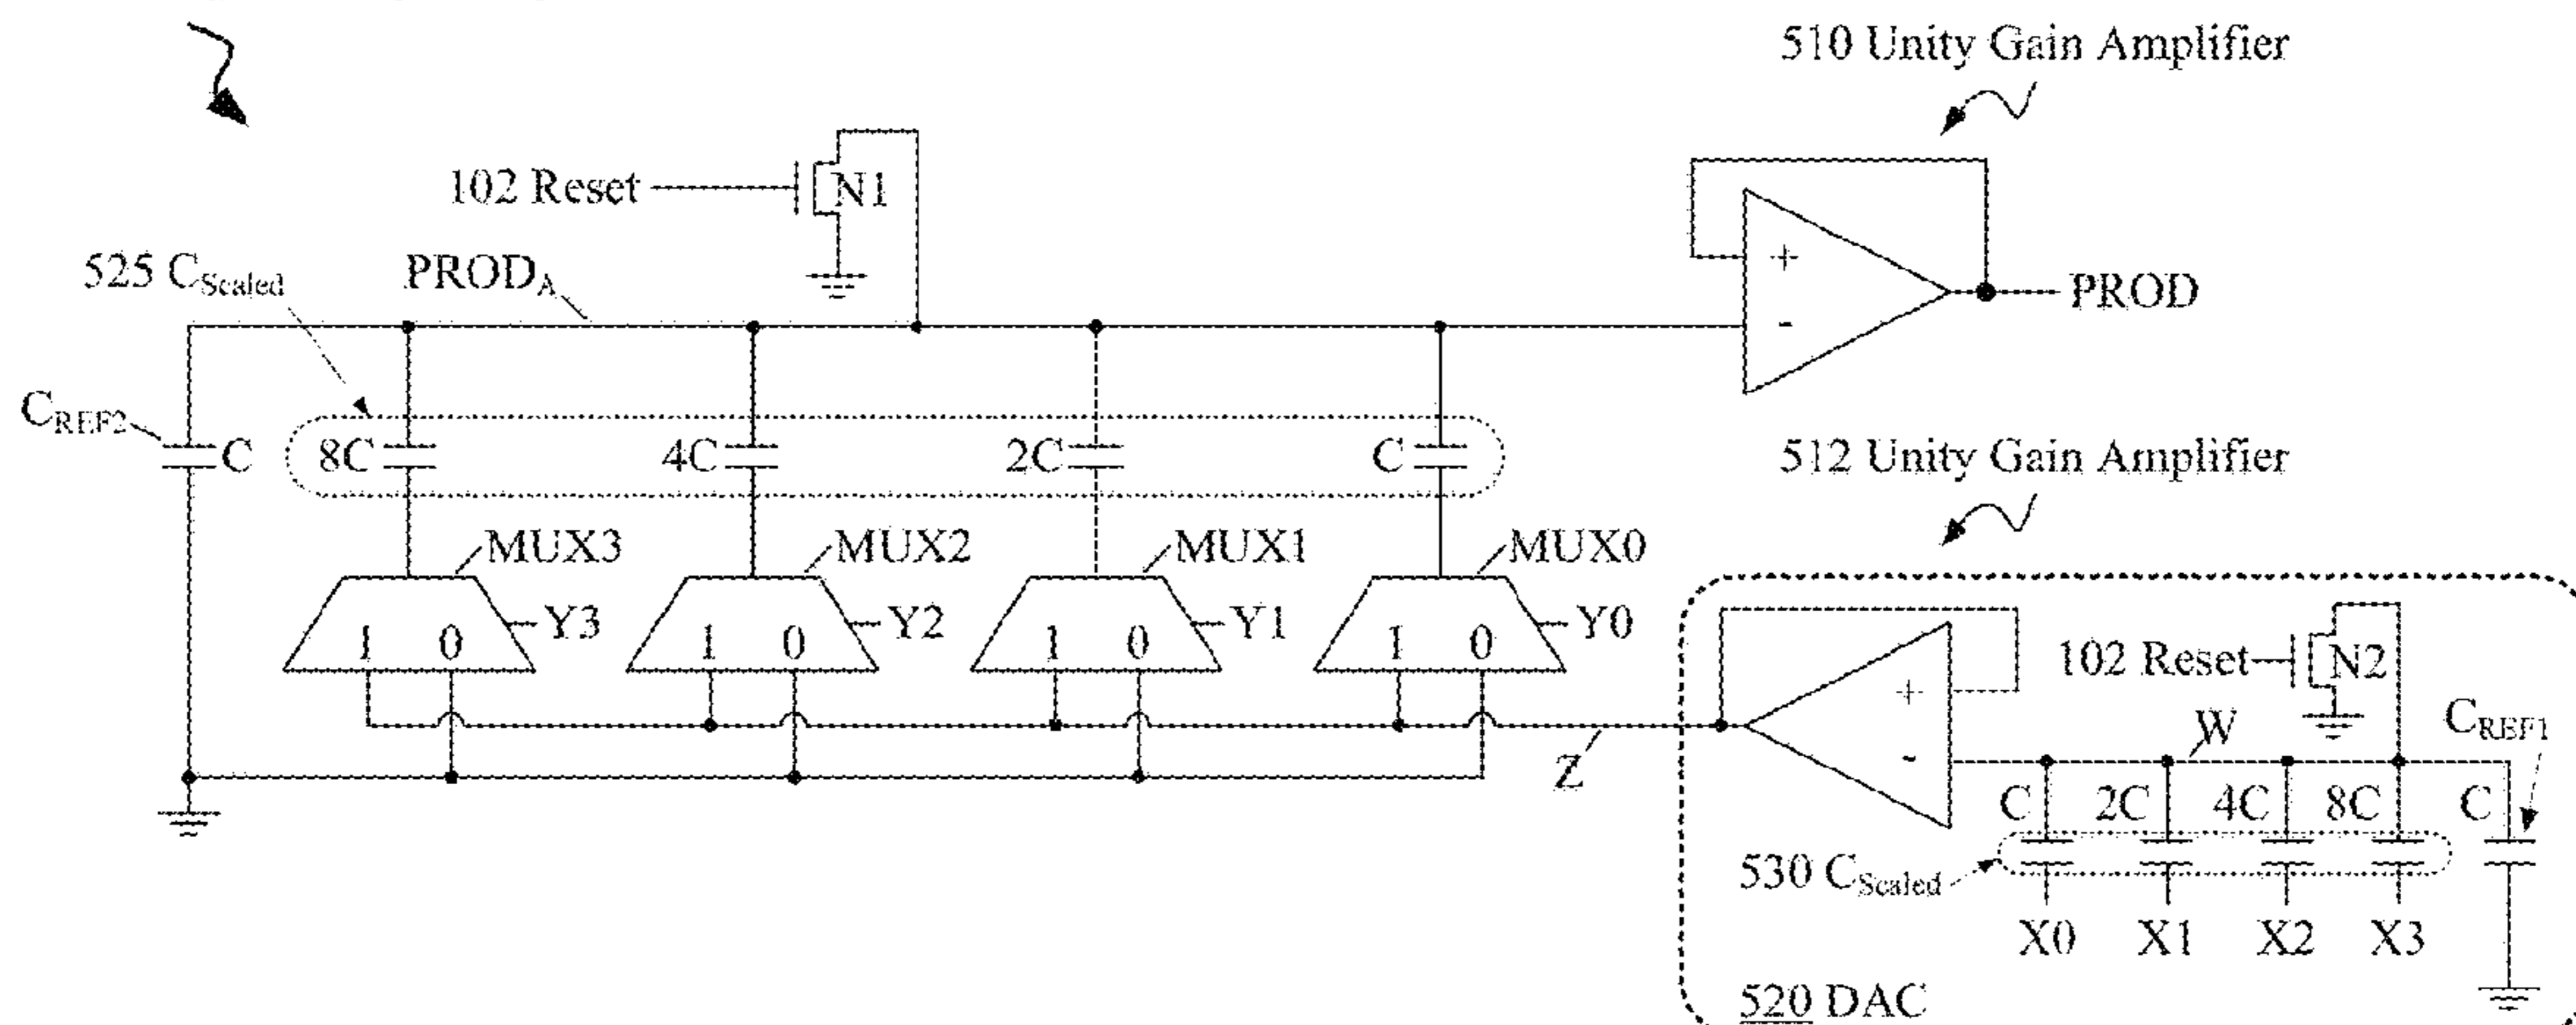 510 Unity Gain Amplifier
102 Reset
N1
525 CScaled
PRODA
+
-
PROD
CREF2
C
8C
4C
2C
C
512 Unity Gain Amplifier
MUX3
MUX2
MUX1
MUX0
1 0
Y3
1 0
Y2
1 0
Y1
1 0
Y0
102 Reset
N2
+
-
W
CREF1
Z
C
2C
4C
8C
C
530 CScaled
X0
X1
X2
X3
520 DAC